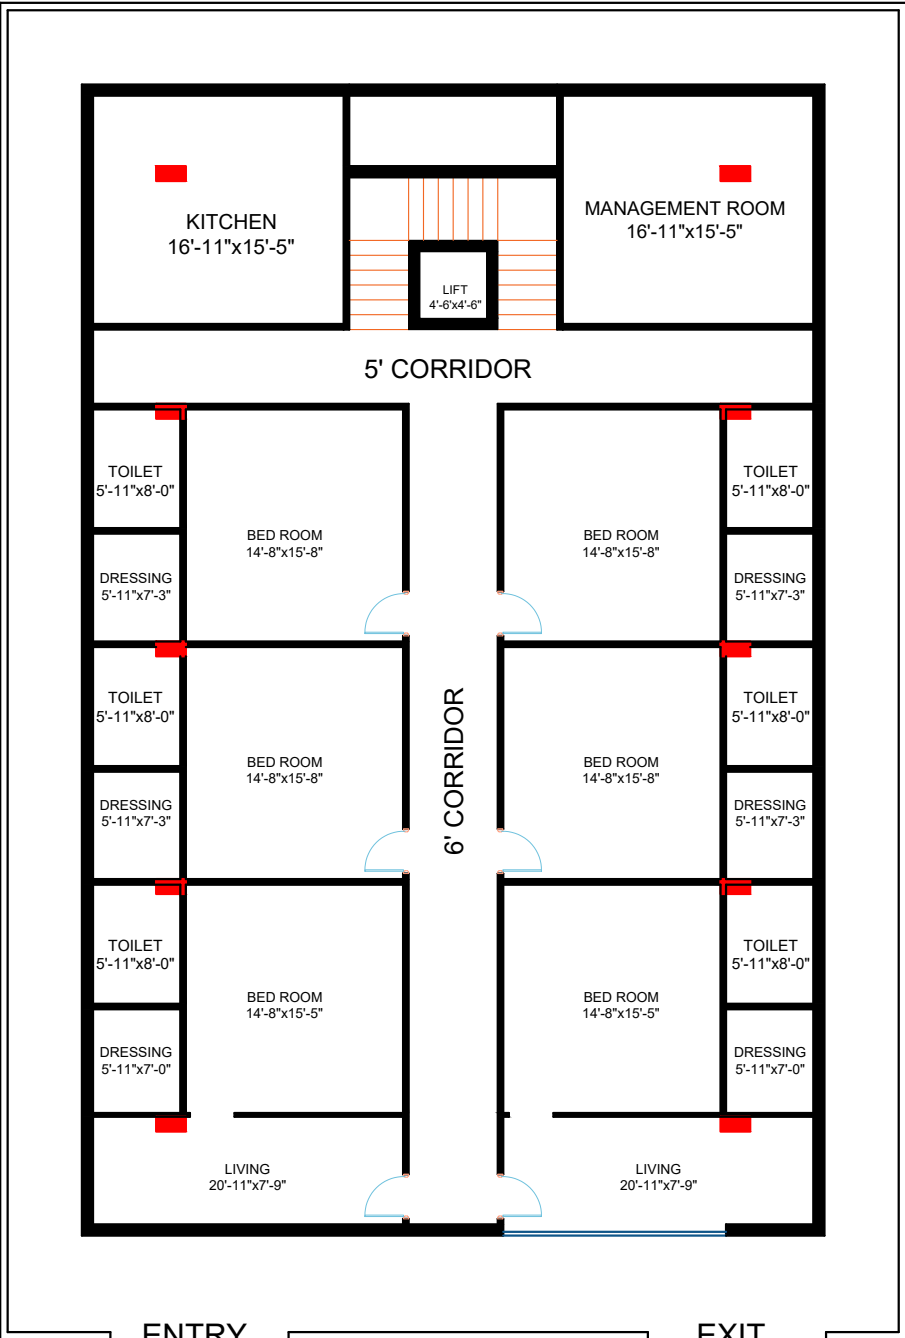 KITCHEN
16'-11"x15'-5"
MANAGEMENT ROOM
16'-11"x15'-5"
LIFT
4'-6'x4'-6"
5' CORRIDOR
TOILET
5'-11"x8'-0"
BED ROOM
14'-8"x15'-8"
BED ROOM
14'-8"x15'-8"
TOILET
5'-11"x8'-0"
DRESSING
5'-11"x7'-3"
DRESSING
5'-11"x7'-3"
6' CORRIDOR
TOILET
5'-11"x8'-0"
BED ROOM
14'-8"x15'-8"
BED ROOM
14'-8"x15'-8"
TOILET
5'-11"x8'-0"
DRESSING
5'-11"x7'-3"
DRESSING
5'-11"x7'-3"
TOILET
5'-11"x8'-0"
BED ROOM
14'-8"x15'-5"
BED ROOM
14'-8"x15'-5"
TOILET
5'-11"x8'-0"
DRESSING
5'-11"x7'-0"
DRESSING
5'-11"x7'-0"
LIVING
20'-11"x7'-9"
LIVING
20'-11"x7'-9"
ENTRY
EXIT